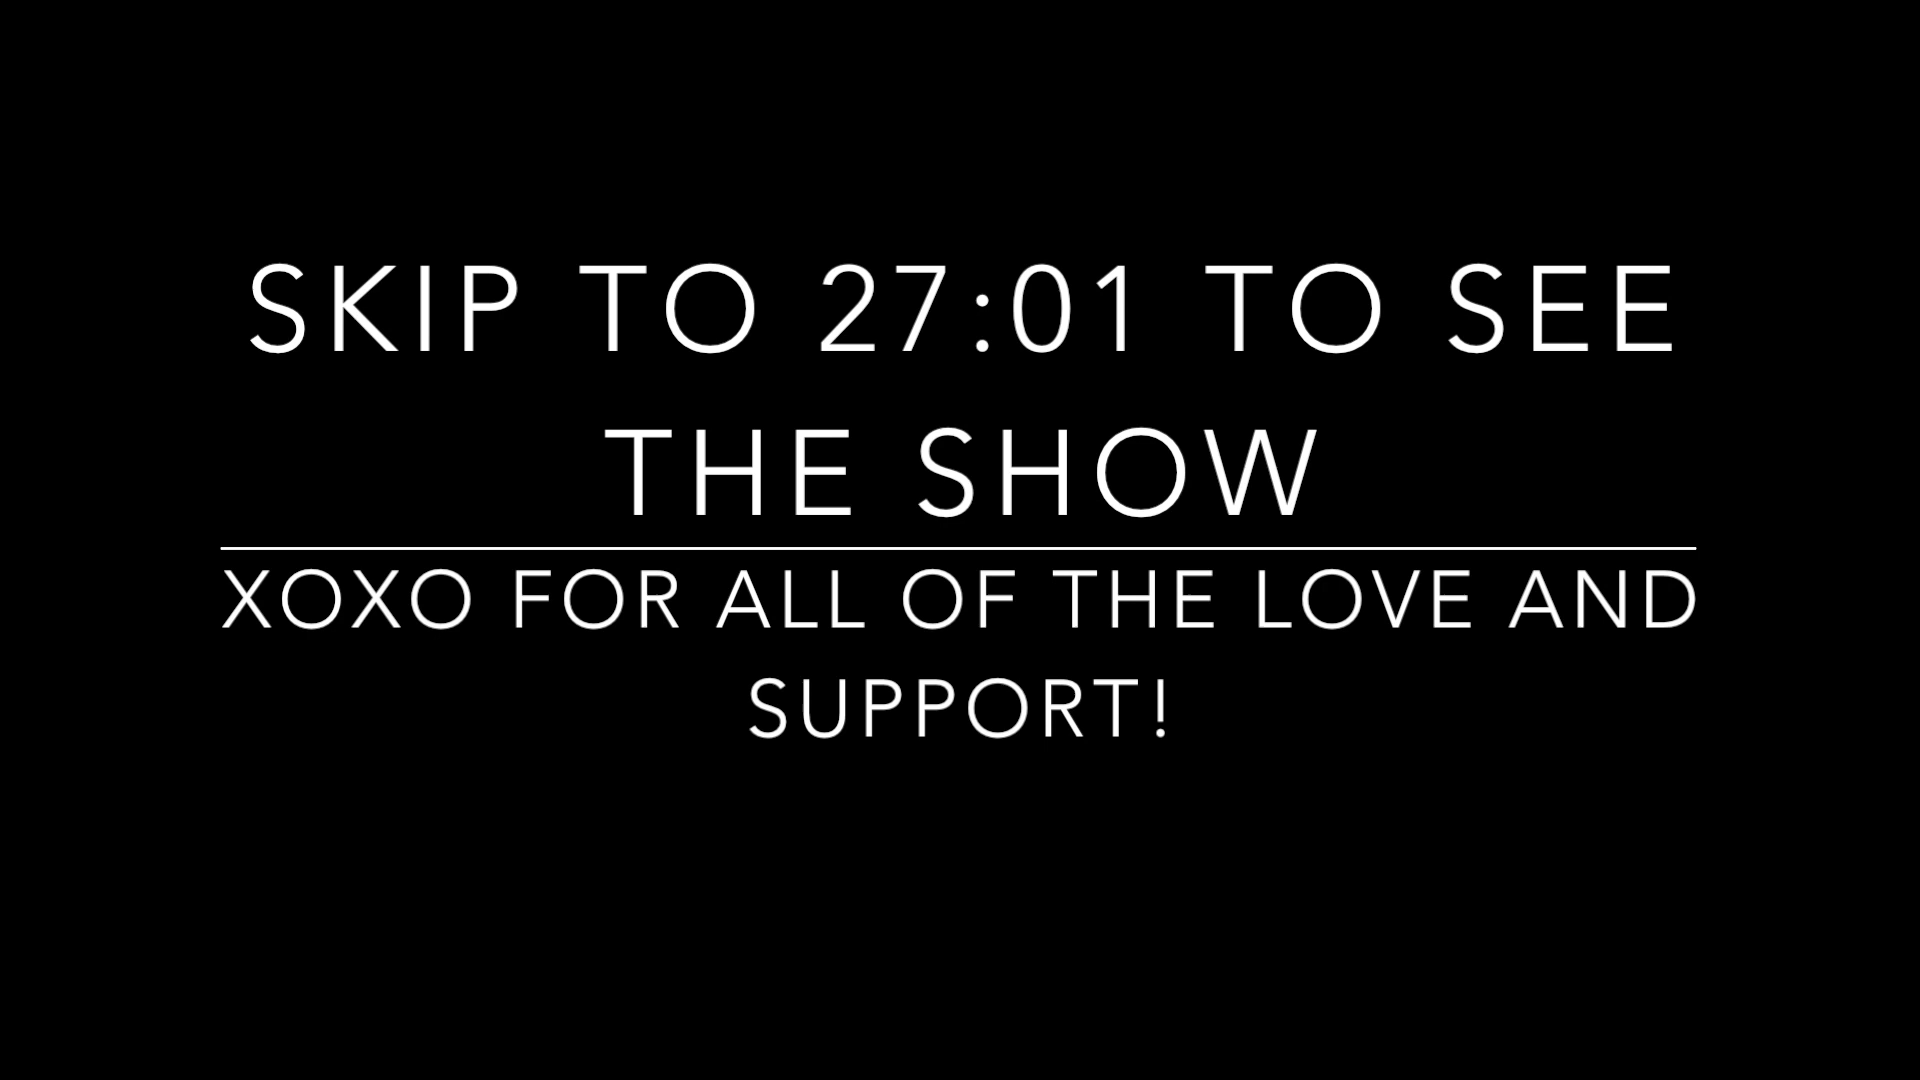 SKIP TO 27:01 TO SEE
THE SHOW
XOXO FOR ALL OF THE LOVE AND
SUPPORT!